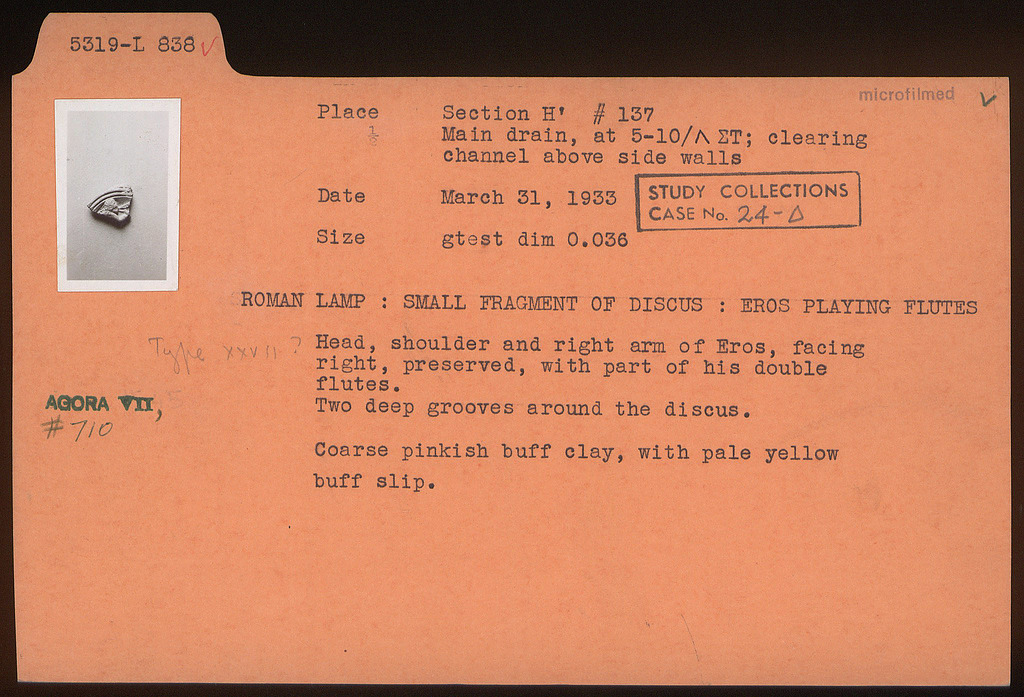 5319-L 838 ✓
microfilmed ✓
Place Section H' # 137
1/5 Main drain, at 5-10/Λ ΣΤ; clearing
channel above side walls
Date March 31, 1933
STUDY COLLECTIONS
CASE No. 24-Δ
Size gtest dim 0.036
ROMAN LAMP : SMALL FRAGMENT OF DISCUS : EROS PLAYING FLUTES
Type XXVII ?
Head, shoulder and right arm of Eros, facing
right, preserved, with part of his double
flutes.
AGORA VII,
# 710
Two deep grooves around the discus.
Coarse pinkish buff clay, with pale yellow
buff slip.